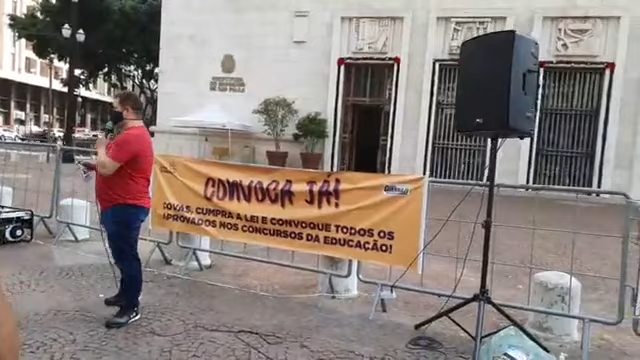 CONVOCA JÁ!
COVAS, CUMPRA A LEI E CONVOQUE TODOS OS
APROVADOS NOS CONCURSOS DA EDUCAÇÃO!